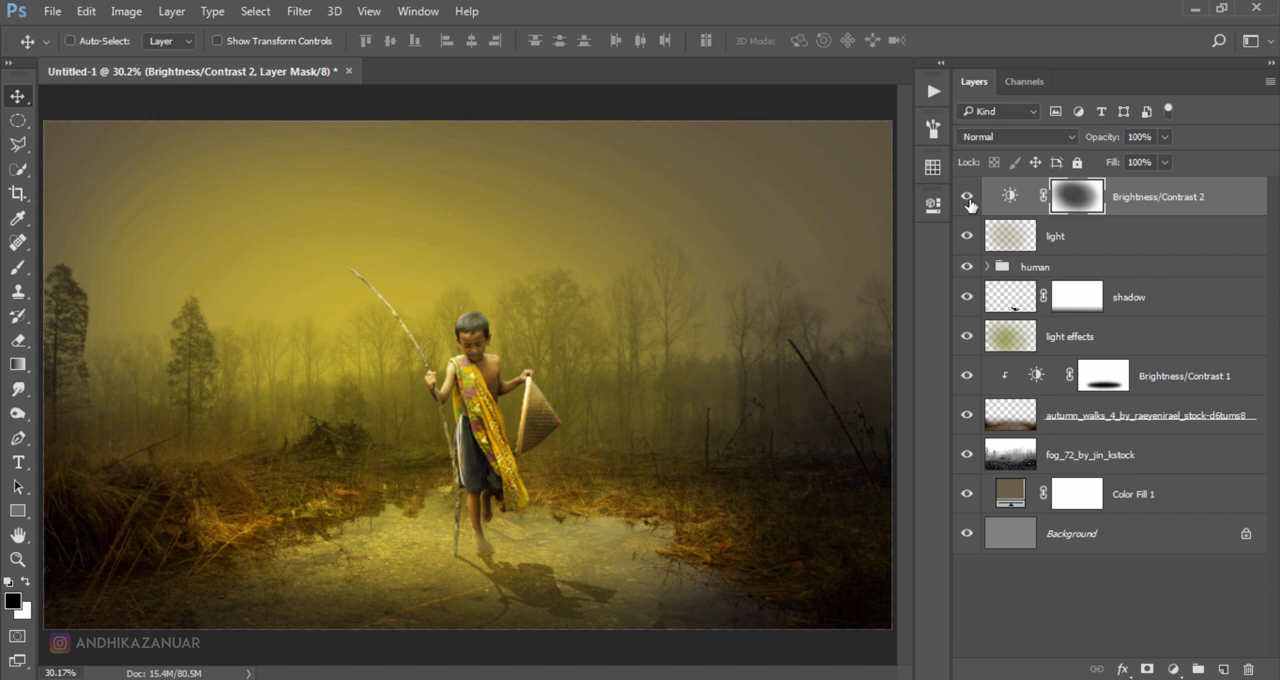 Ps File Edit Image Layer Type Select Filter 3D View Window Help
Auto-Select: Layer Show Transform Controls 3D Mode:
Untitled-1 @ 30.2% (Brightness/Contrast 2, Layer Mask/8) *
Layers Channels
Kind
Normal Opacity: 100%
Lock: Fill: 100%
Brightness/Contrast 2
light
human
shadow
light effects
Brightness/Contrast 1
autumn_walks_4_by_raeyenirael_stock-d6tums8
fog_72_by_jin_kstock
Color Fill 1
Background
ANDHIKAZANUAR
30.17% Doc: 15.4M/80.5M
fx